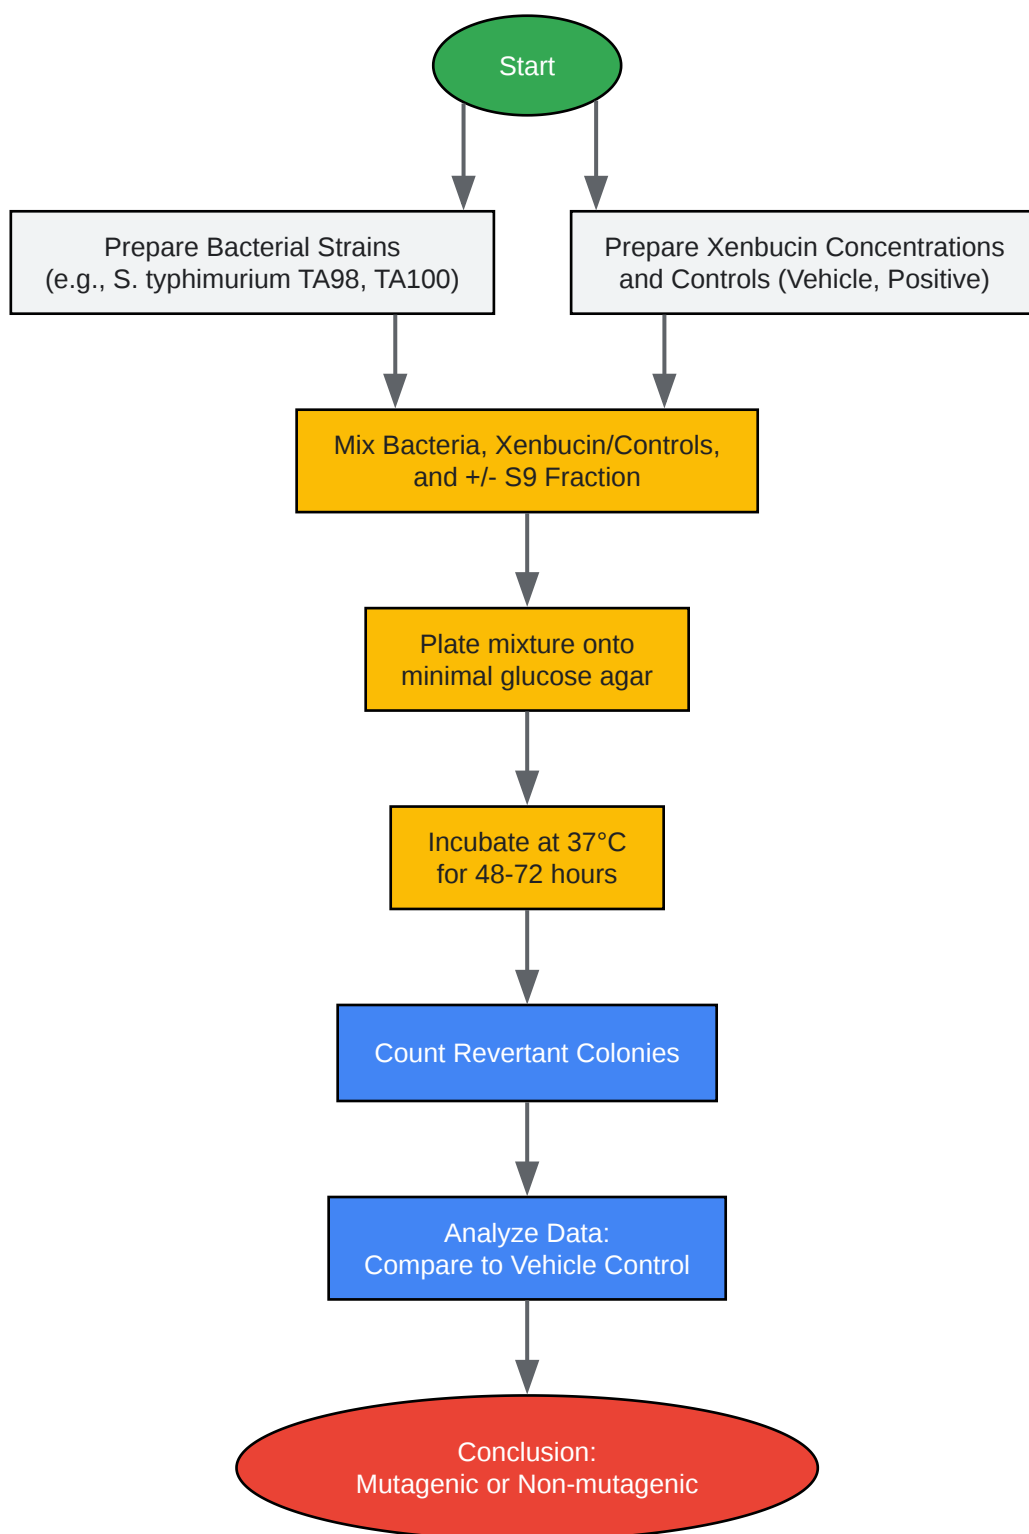 Start
Prepare Bacterial Strains
(e.g., S. typhimurium TA98, TA100)
Prepare Xenbucin Concentrations
and Controls (Vehicle, Positive)
Mix Bacteria, Xenbucin/Controls,
and +/- S9 Fraction
Plate mixture onto
minimal glucose agar
Incubate at 37°C
for 48-72 hours
Count Revertant Colonies
Analyze Data:
Compare to Vehicle Control
Conclusion:
Mutagenic or Non-mutagenic